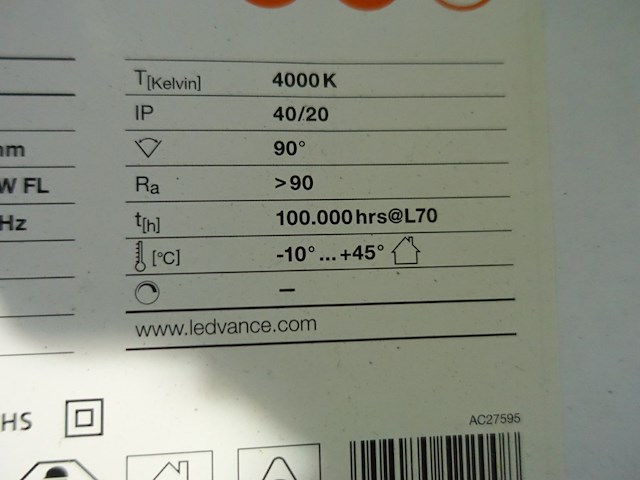 T[Kelvin] 4000 K
IP 40/20
90°
W FL Ra >90
Hz t[h] 100.000 hrs@L70
[°C] -10°...+45°
–
www.ledvance.com
HS
AC27595